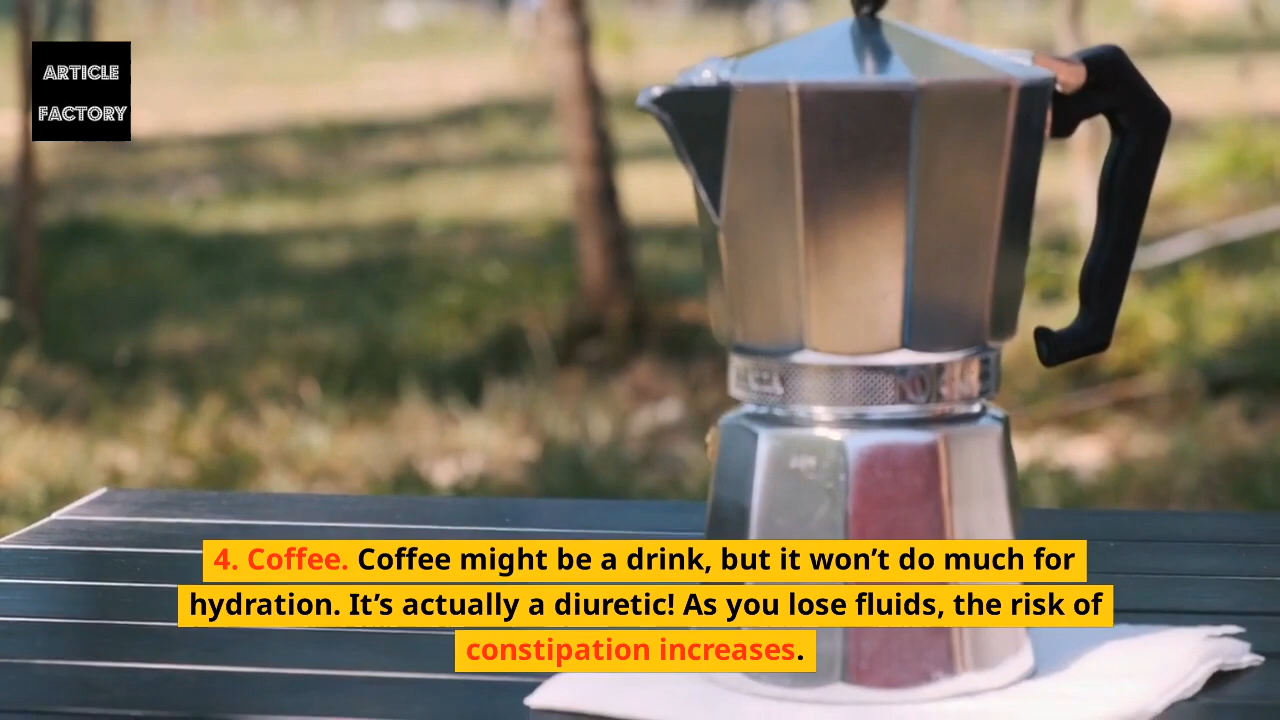 ARTICLE
FACTORY
4. Coffee. Coffee might be a drink, but it won’t do much for
hydration. It’s actually a diuretic! As you lose fluids, the risk of
constipation increases.